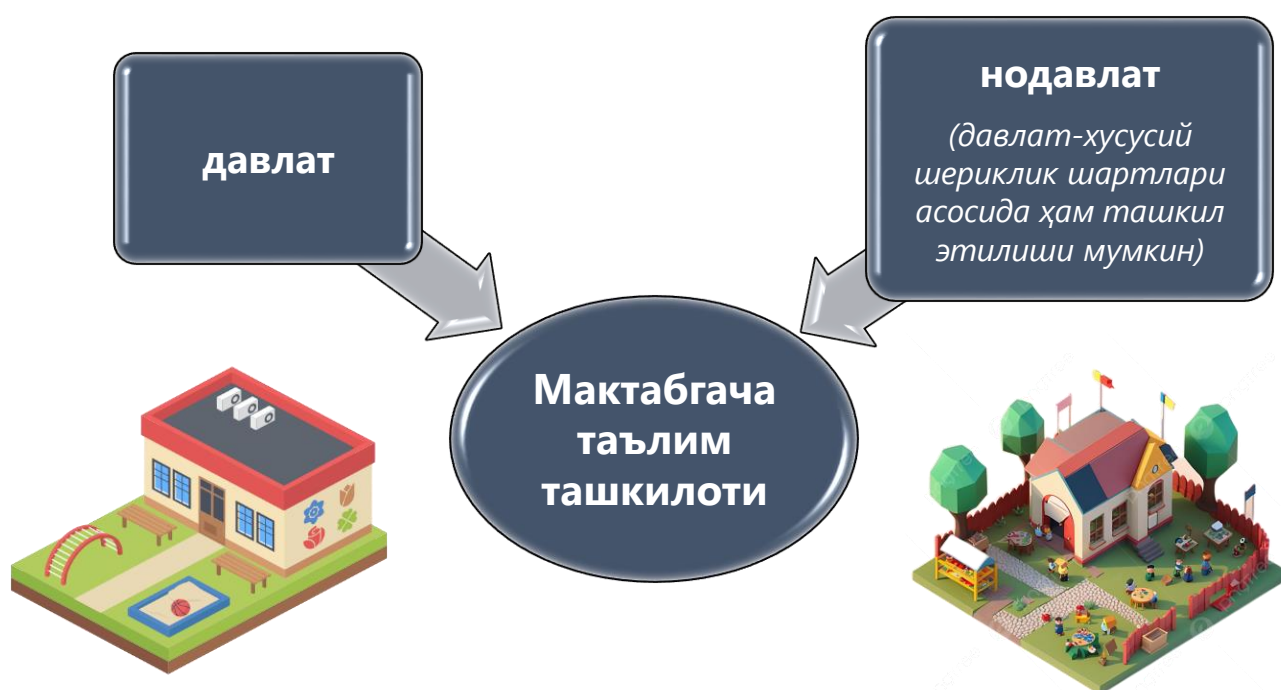 давлат
нодавлат
(давлат-хусусий
шериклик шартлари
асосида ҳам ташкил
этилиши мумкин)
Мактабгача
таълим
ташкилоти